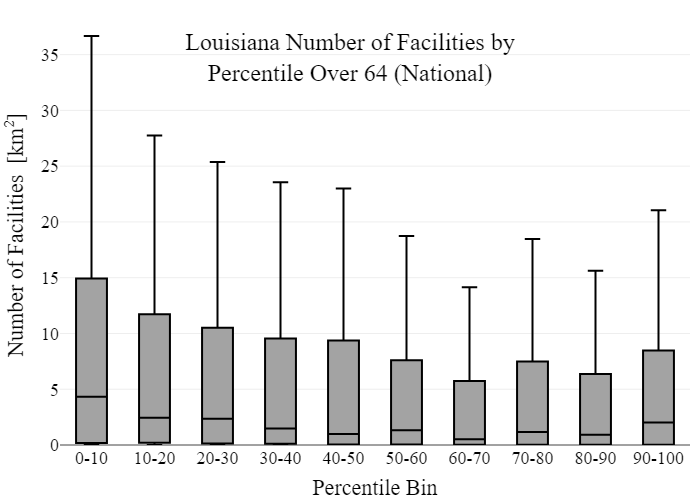 Louisiana Number of Facilities by
Percentile Over 64 (National)
Number of Facilities [km²]
35
30
25
20
15
10
5
0
0-10 10-20 20-30 30-40 40-50 50-60 60-70 70-80 80-90 90-100
Percentile Bin